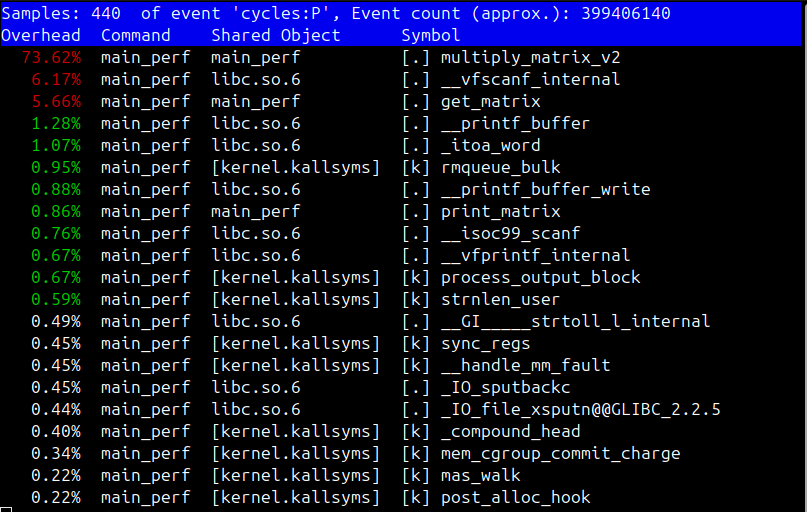 Samples: 440  of event 'cycles:P', Event count (approx.): 399406140
Overhead  Command    Shared Object      Symbol
  73.62%  main_perf  main_perf          [.] multiply_matrix_v2
   6.17%  main_perf  libc.so.6          [.] __vfscanf_internal
   5.66%  main_perf  main_perf          [.] get_matrix
   1.28%  main_perf  libc.so.6          [.] __printf_buffer
   1.07%  main_perf  libc.so.6          [.] _itoa_word
   0.95%  main_perf  [kernel.kallsyms]  [k] rmqueue_bulk
   0.88%  main_perf  libc.so.6          [.] __printf_buffer_write
   0.86%  main_perf  main_perf          [.] print_matrix
   0.76%  main_perf  libc.so.6          [.] __isoc99_scanf
   0.67%  main_perf  libc.so.6          [.] __vfprintf_internal
   0.67%  main_perf  [kernel.kallsyms]  [k] process_output_block
   0.59%  main_perf  [kernel.kallsyms]  [k] strnlen_user
   0.49%  main_perf  libc.so.6          [.] __GI_____strtoll_l_internal
   0.45%  main_perf  [kernel.kallsyms]  [k] sync_regs
   0.45%  main_perf  [kernel.kallsyms]  [k] __handle_mm_fault
   0.45%  main_perf  libc.so.6          [.] _IO_sputbackc
   0.44%  main_perf  libc.so.6          [.] _IO_file_xsputn@@GLIBC_2.2.5
   0.40%  main_perf  [kernel.kallsyms]  [k] _compound_head
   0.34%  main_perf  [kernel.kallsyms]  [k] mem_cgroup_commit_charge
   0.22%  main_perf  [kernel.kallsyms]  [k] mas_walk
   0.22%  main_perf  [kernel.kallsyms]  [k] post_alloc_hook